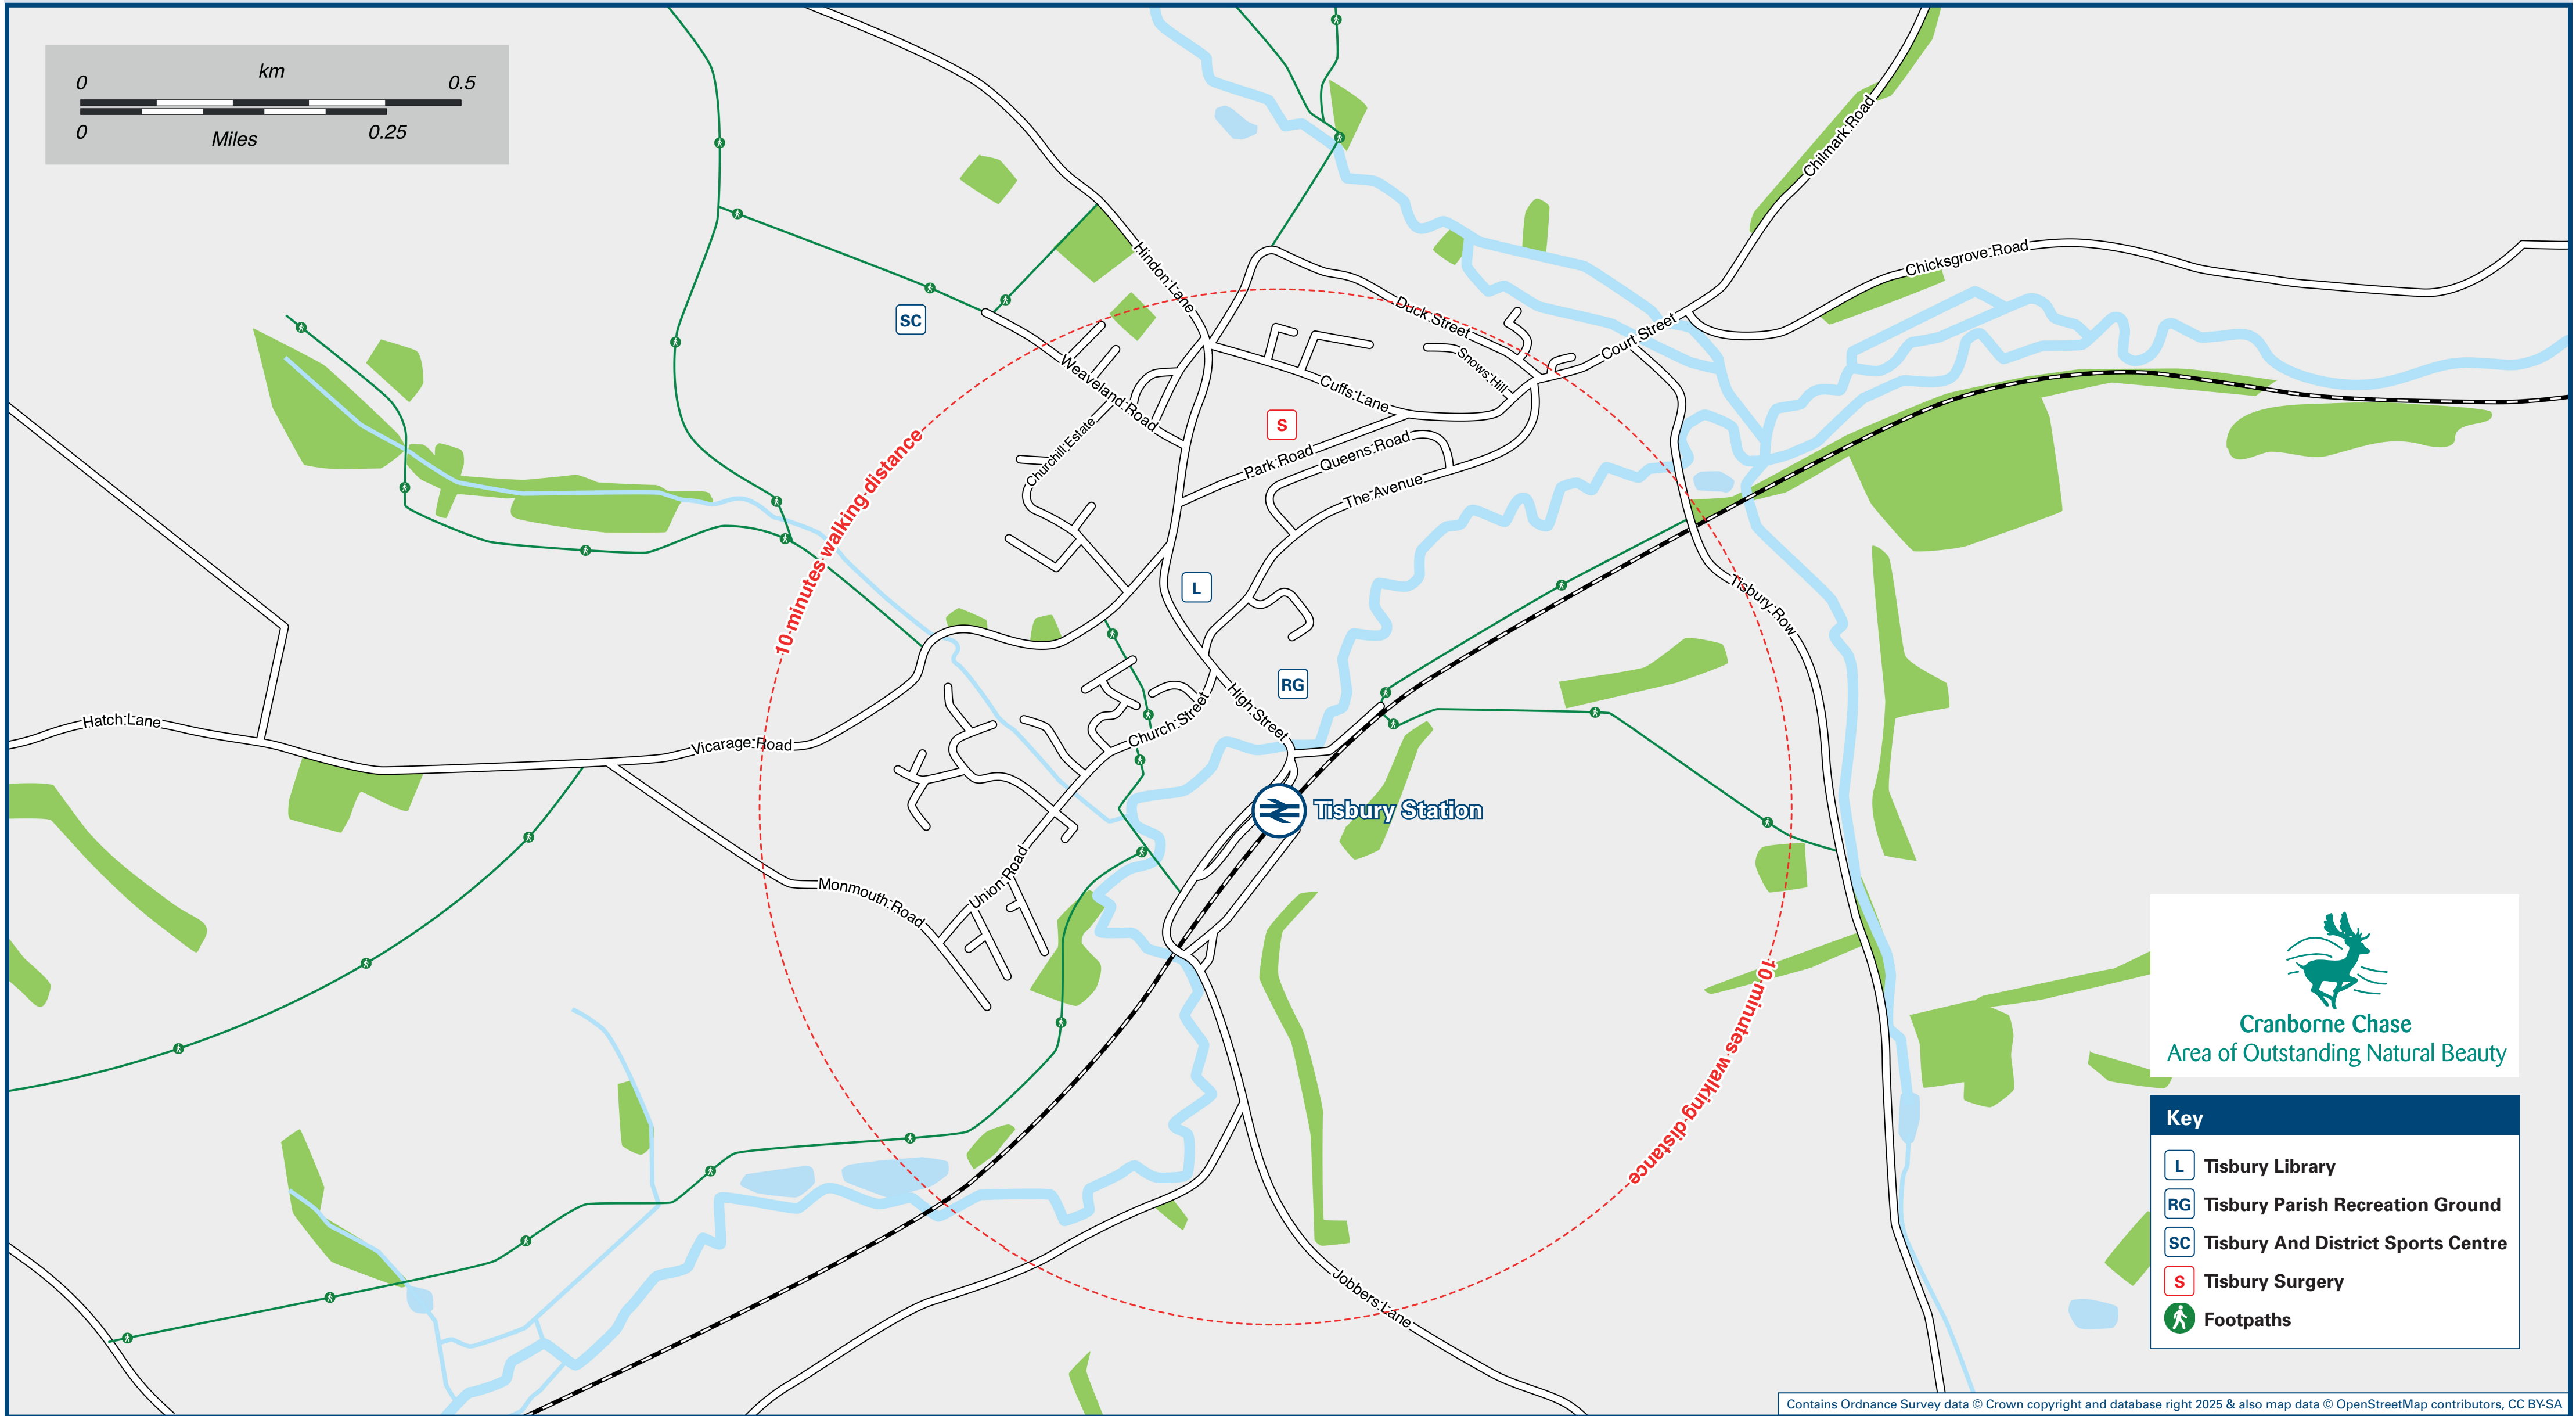 km
0 0.5
0 0.25
Miles
Chilmark Road
Hindon Lane
Chicksgrove Road
SC
Duck Street
Court Street
Snows Hill
Weaveland Road
Cuffs Lane
S
Churchill Estate
Park Road
Queens Road
The Avenue
10 minutes walking distance
L
Tisbury Row
RG
High Street
Church Street
Hatch Lane
Vicarage Road
Tisbury Station
Monmouth Road
Union Road
10 minutes walking distance
Jobbers Lane
Cranborne Chase
Area of Outstanding Natural Beauty
Key
L Tisbury Library
RG Tisbury Parish Recreation Ground
SC Tisbury And District Sports Centre
S Tisbury Surgery
Footpaths
Contains Ordnance Survey data © Crown copyright and database right 2025 & also map data © OpenStreetMap contributors, CC BY-SA